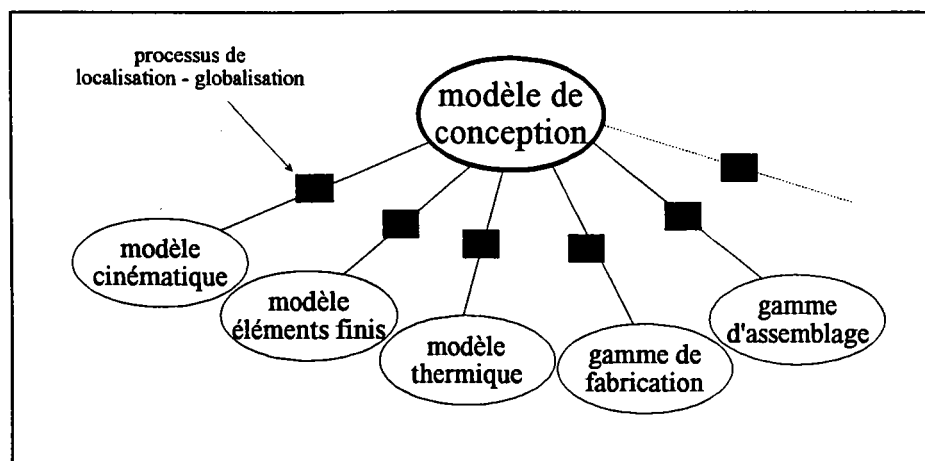 processus de
localisation - globalisation
modèle de
conception
modèle
cinématique
modèle
éléments finis
modèle
thermique
gamme de
fabrication
gamme
d'assemblage